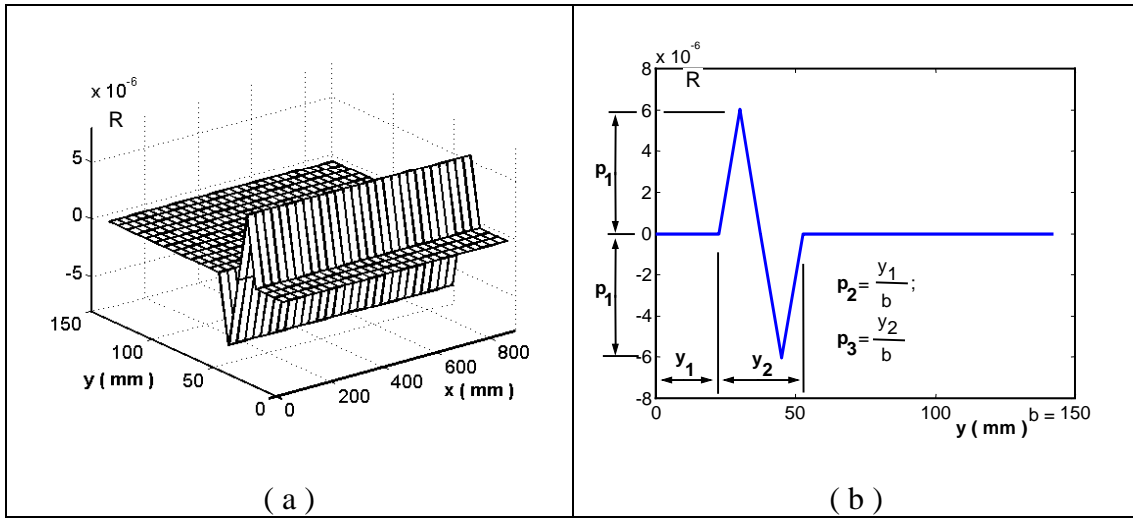 x 10-6
R
5
0
-5
150
100
50
0
y ( mm )
0
200
400
600
800
x ( mm )
( a )
x 10-6
R
8
6
4
2
0
-2
-4
-6
-8
p1
p1
y1
y2
p2 = y1 / b ;
p3 = y2 / b
0
50
100
b = 150
y ( mm )
( b )